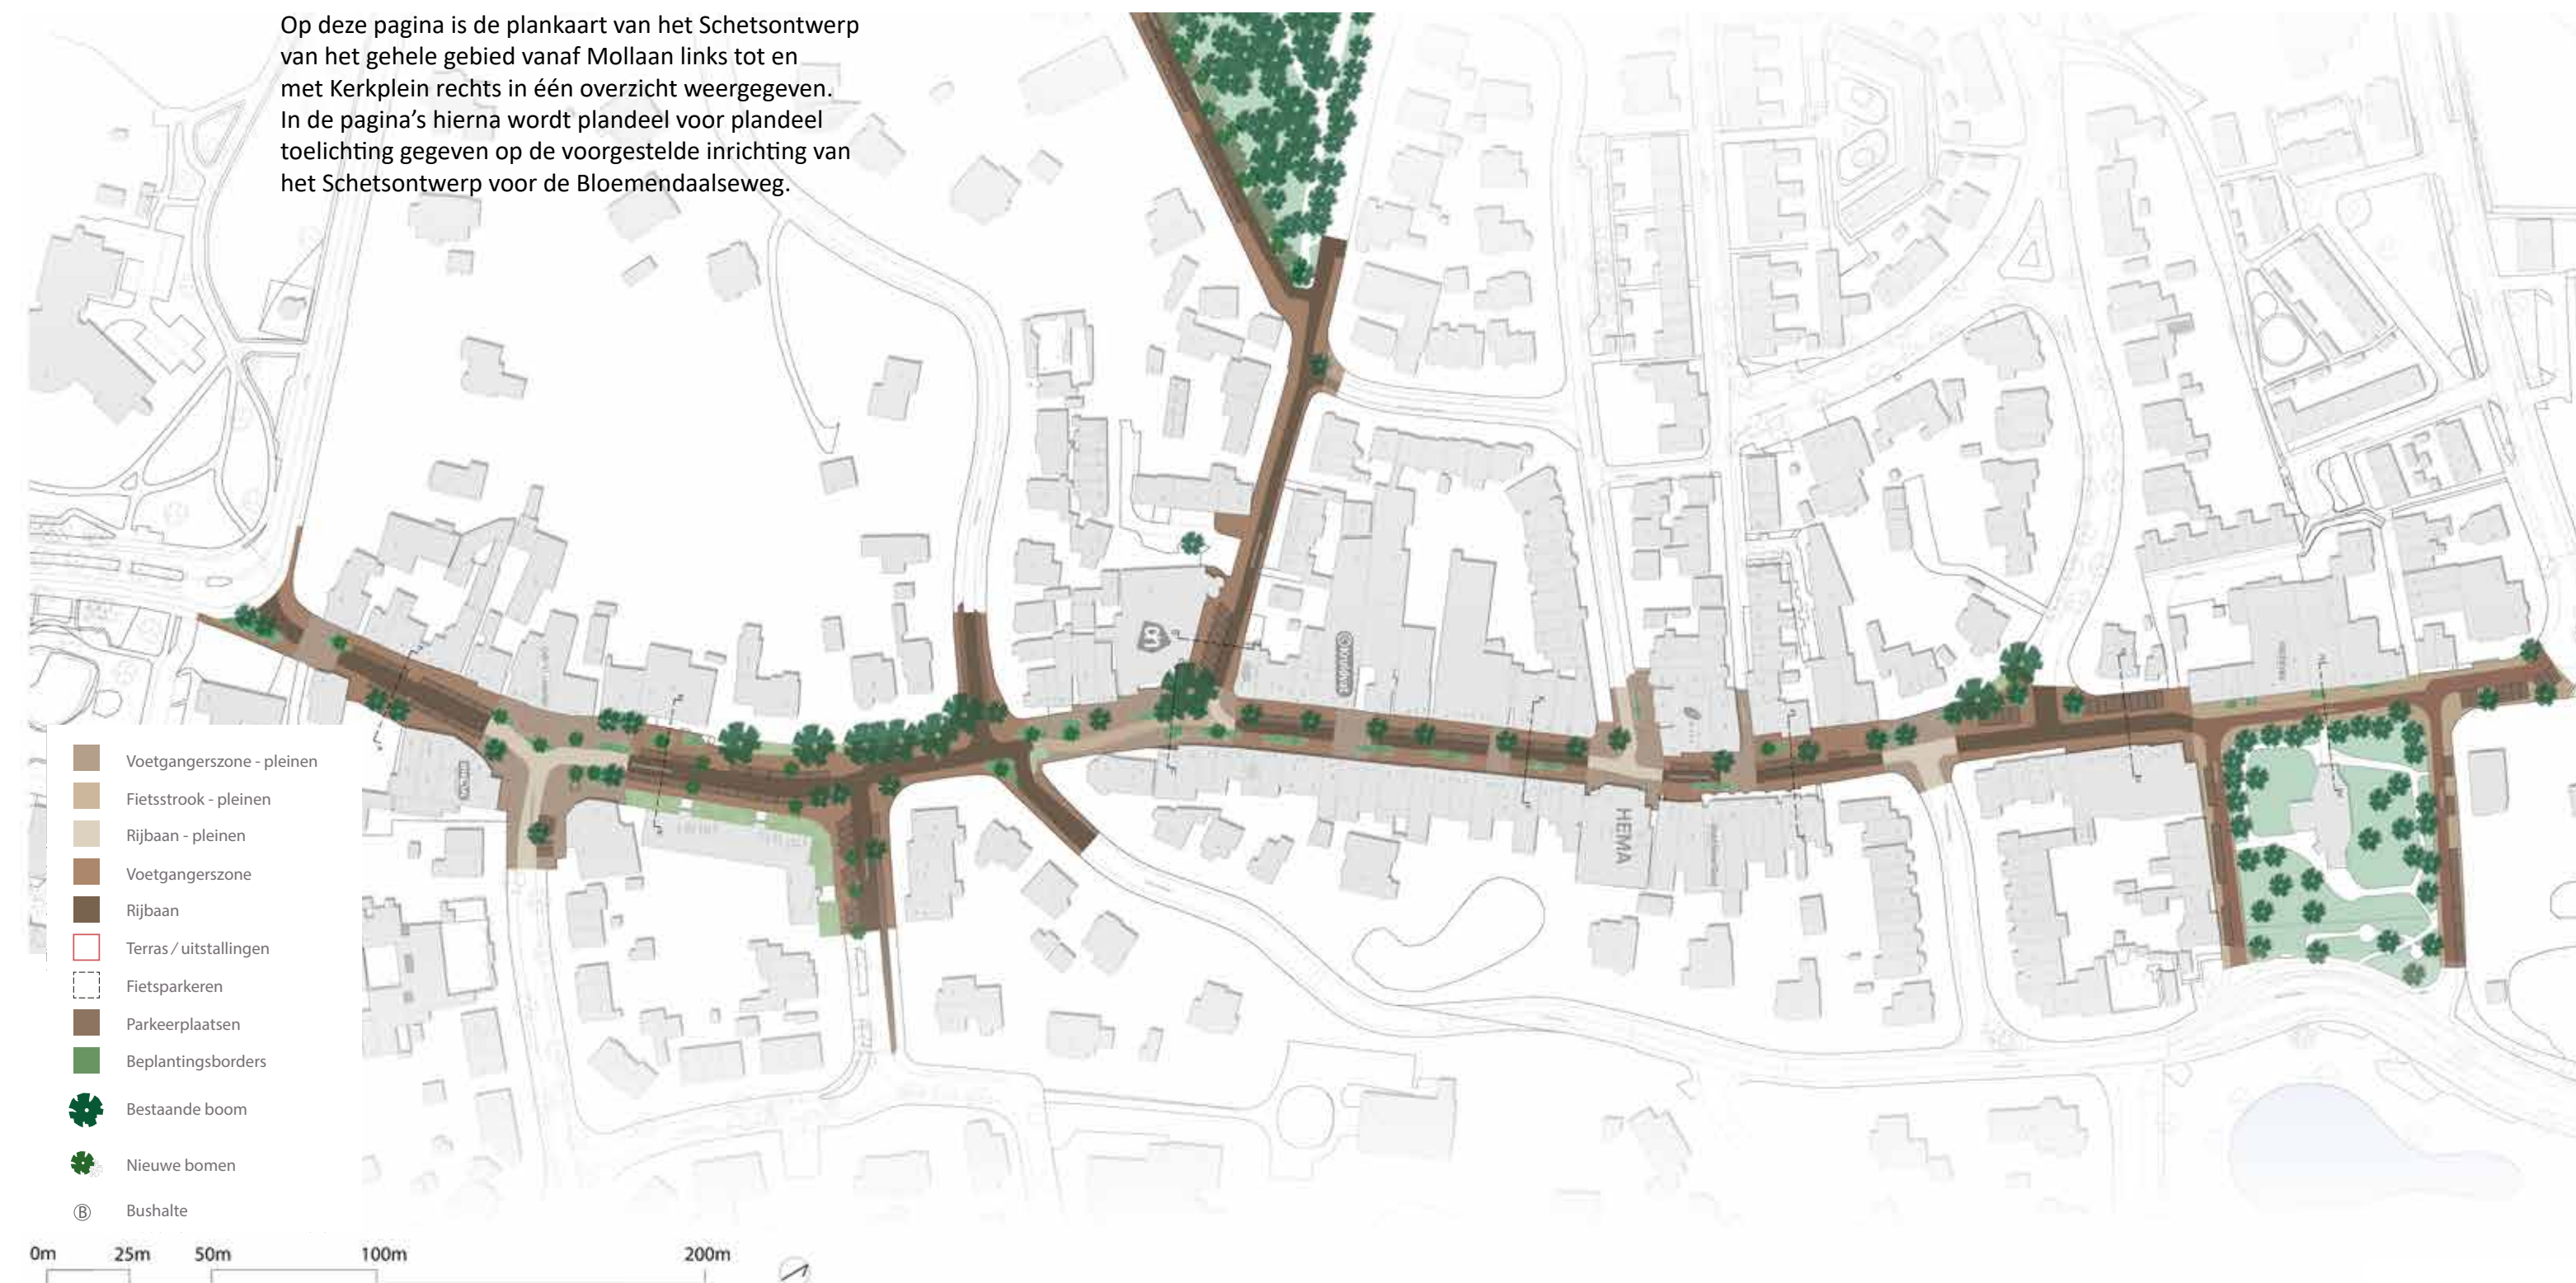 Op deze pagina is de plankaart van het Schetsontwerp
van het gehele gebied vanaf Mollaan links tot en
met Kerkplein rechts in één overzicht weergegeven.
In de pagina's hierna wordt plandeel voor plandeel
toelichting gegeven op de voorgestelde inrichting van
het Schetsontwerp voor de Bloemendaalseweg.
Kruidvat
HEMA
Voetgangerszone - pleinen
Fietsstrook - pleinen
Rijbaan - pleinen
Voetgangerszone
Rijbaan
Terras / uitstallingen
Fietsparkeren
Parkeerplaatsen
Beplantingsborders
Bestaande boom
Nieuwe bomen
B Bushalte
0m 25m 50m 100m 200m